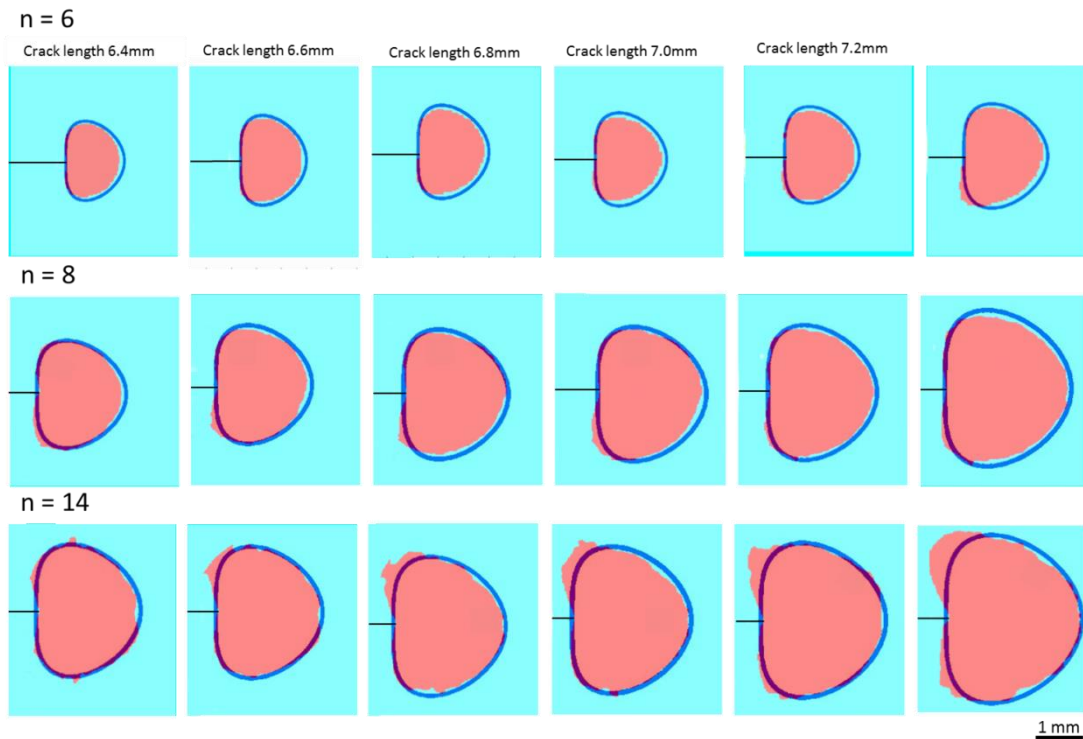 n = 6
Crack length 6.4mm
Crack length 6.6mm
Crack length 6.8mm
Crack length 7.0mm
Crack length 7.2mm
n = 8
n = 14
1 mm